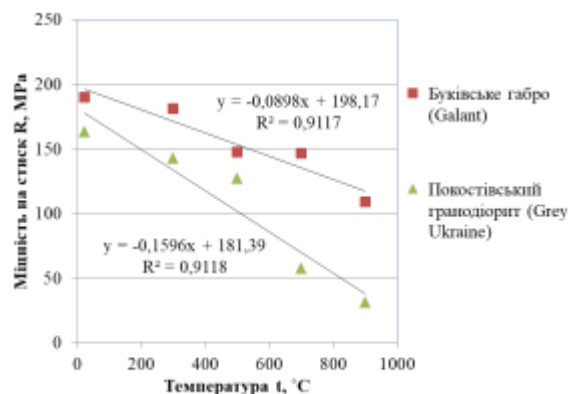 Міцність на стиск R, МPa
250
200
150
100
50
0
y = -0,0898x + 198,17
R² = 0,9117
y = -0,1596x + 181,39
R² = 0,9118
0 200 400 600 800 1000
Температура t, ˚C
Буківське габро
(Galant)
Покостівський
гранодіорит (Grey
Ukraine)